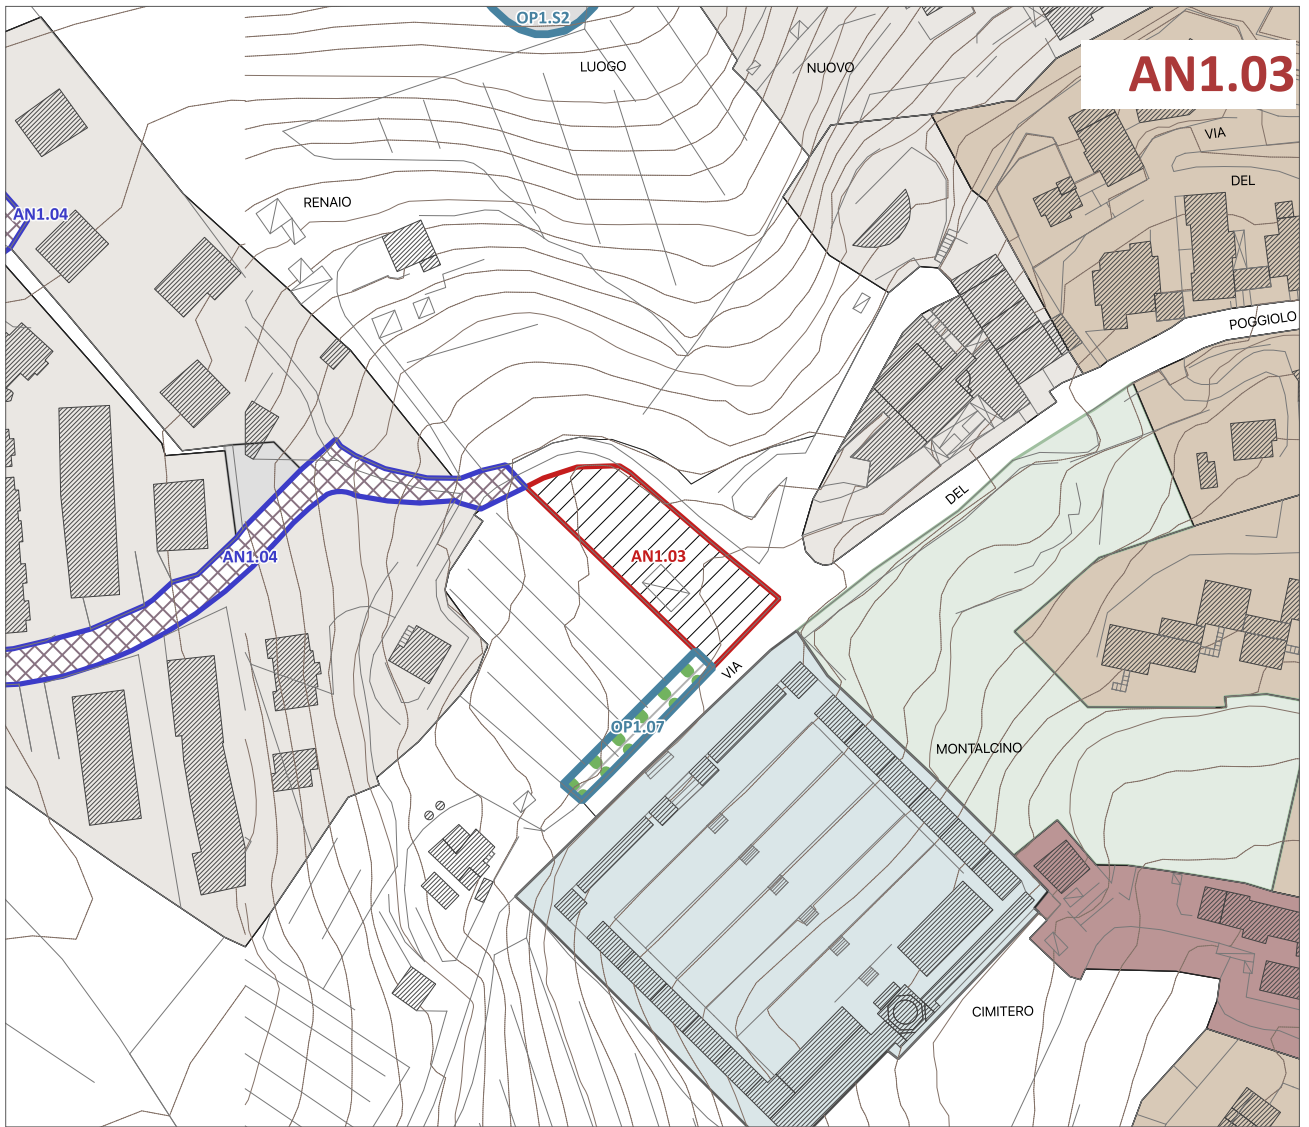 OP1.S2
LUOGO
NUOVO
AN1.03
VIA
DEL
RENAIO
AN1.04
POGGIOLO
DEL
AN1.03
AN1.04
VIA
OP1.07
MONTALCINO
CIMITERO